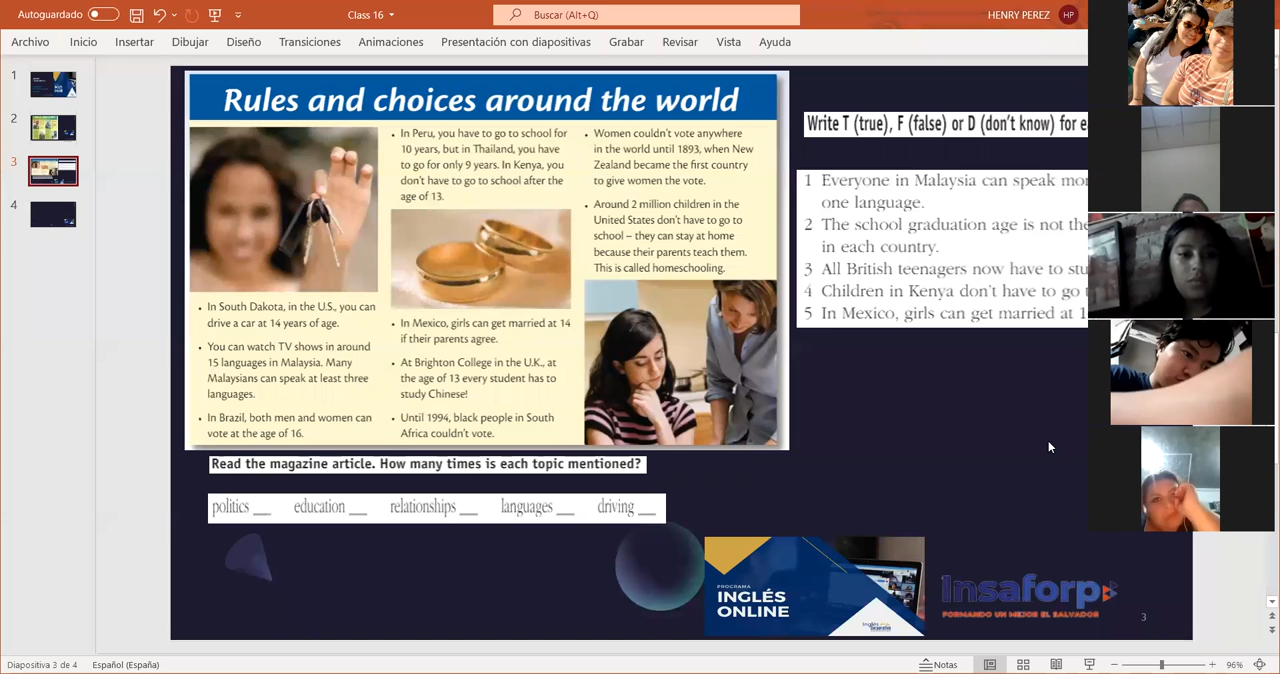 Autoguardado
Class 16
Buscar (Alt+Q)
HENRY PEREZ
HP
Archivo Inicio Insertar Dibujar Diseño Transiciones Animaciones Presentación con diapositivas Grabar Revisar Vista Ayuda
1
2
3
4
Rules and choices around the world
• In South Dakota, in the U.S., you can
drive a car at 14 years of age.
• You can watch TV shows in around
15 languages in Malaysia. Many
Malaysians can speak at least three
languages.
• In Brazil, both men and women can
vote at the age of 16.
• In Peru, you have to go to school for
10 years, but in Thailand, you have
to go for only 9 years. In Kenya, you
don't have to go to school after the
age of 13.
• In Mexico, girls can get married at 14
if their parents agree.
• At Brighton College in the U.K., at
the age of 13 every student has to
study Chinese!
• Until 1994, black people in South
Africa couldn't vote.
• Women couldn't vote anywhere
in the world until 1893, when New
Zealand became the first country
to give women the vote.
• Around 2 million children in the
United States don't have to go to
school – they can stay at home
because their parents teach them.
This is called homeschooling.
Read the magazine article. How many times is each topic mentioned?
politics __ education __ relationships __ languages __ driving __
Write T (true), F (false) or D (don't know) for
1 Everyone in Malaysia can speak
one language.
2 The school graduation age is not the
in each country.
3 All British teenagers now have to
4 Children in Kenya don't have to go
5 In Mexico, girls can get married at
PROGRAMA
INGLÉS
ONLINE
Insaforp
FORMANDO UN MEJOR EL SALVADOR
3
Diapositiva 3 de 4 Español (España) Notas 96%